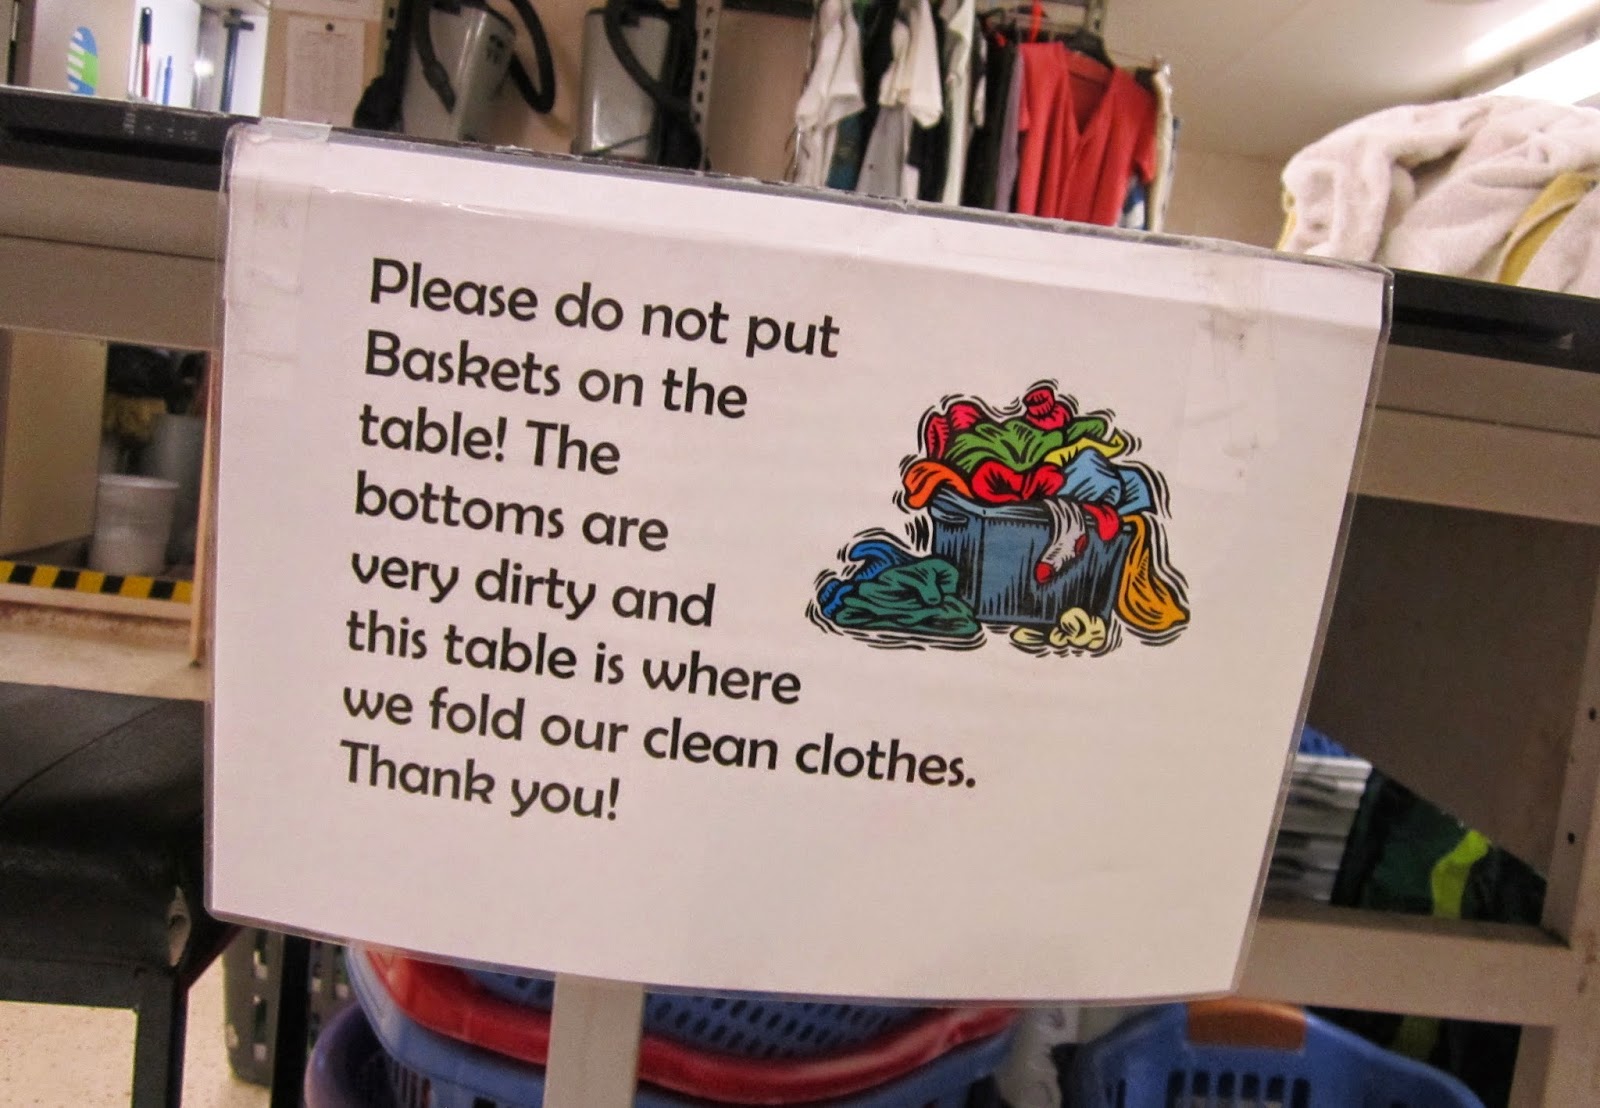 Please do not put
Baskets on the
table! The
bottoms are
very dirty and
this table is where
we fold our clean clothes.
Thank you!